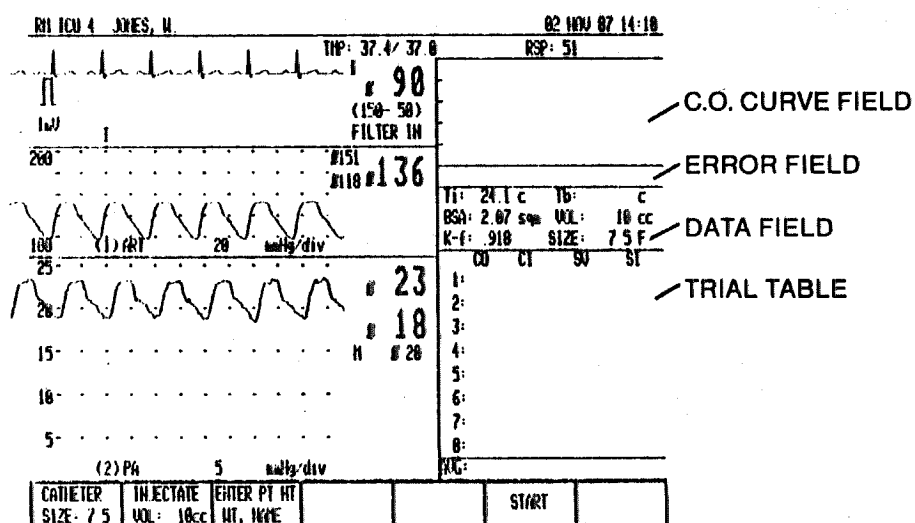 RM ICU 4 JONES, W. 02 NOV 87 14:10
TMP: 37.4/ 37.0 RSP: 51
90
(150- 50)
FILTER IN
1mV
200
151
118 136
100 (1) ART 20 mmHg/div
25
23
20
18
15
M 20
10
5
(2) PA 5 mmHg/div
C.O. CURVE FIELD
ERROR FIELD
Ti: 24.1 c Tb: c
BSA: 2.07 sqm VOL: 10 cc
K-f: .910 SIZE: 7 5 F
DATA FIELD
CO CI SV SI
TRIAL TABLE
1:
2:
3:
4:
5:
6:
7:
8:
AVG:
CATHETER
SIZE: 7 5
INJECTATE
VOL: 10cc
ENTER PT HT
WT, NAME
START